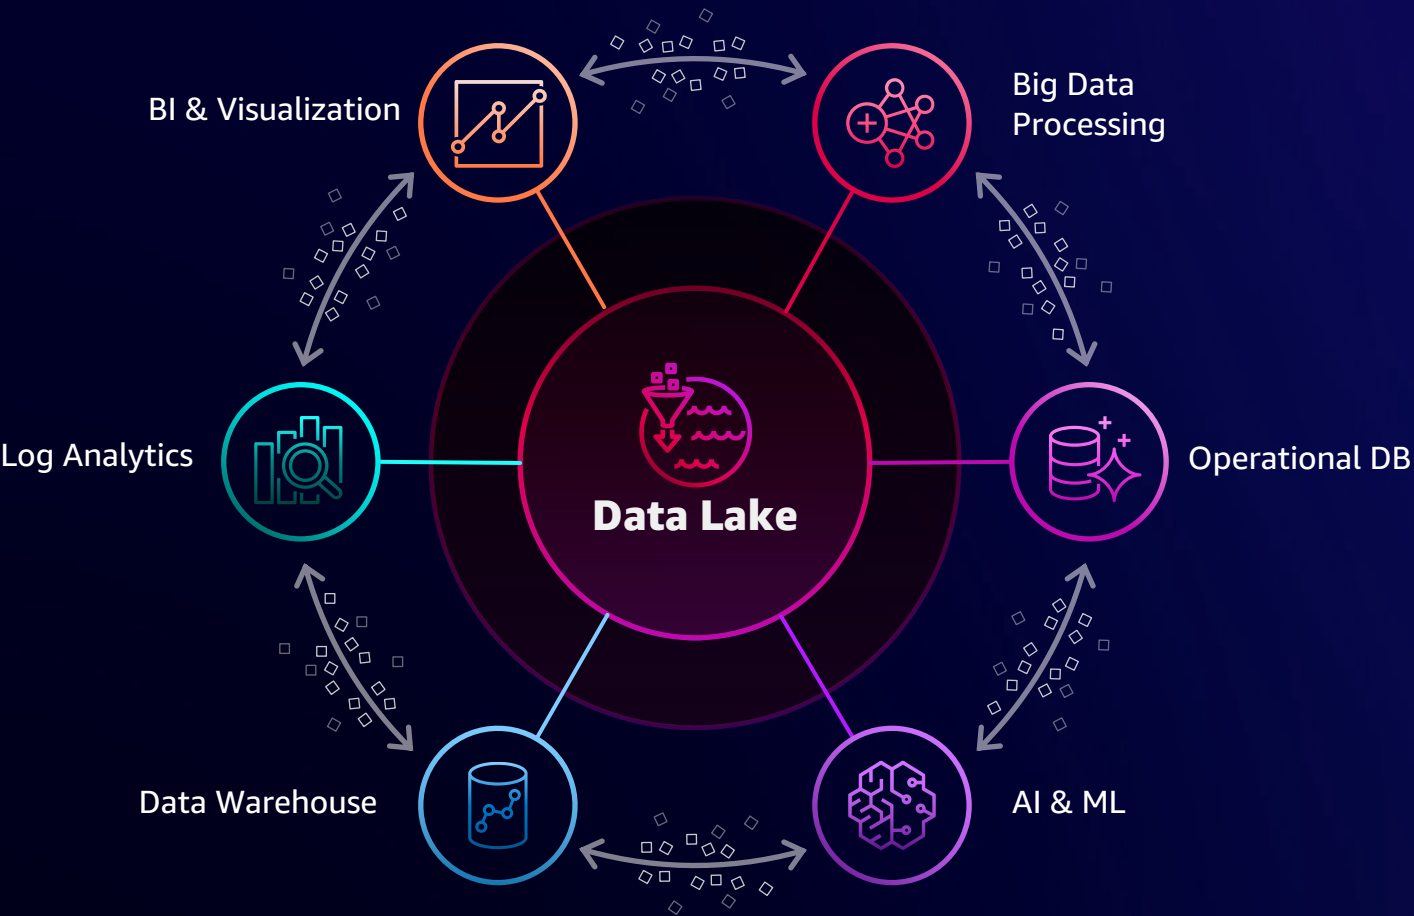 BI & Visualization
Big Data
Processing
Log Analytics
Operational DB
Data Lake
Data Warehouse
AI & ML